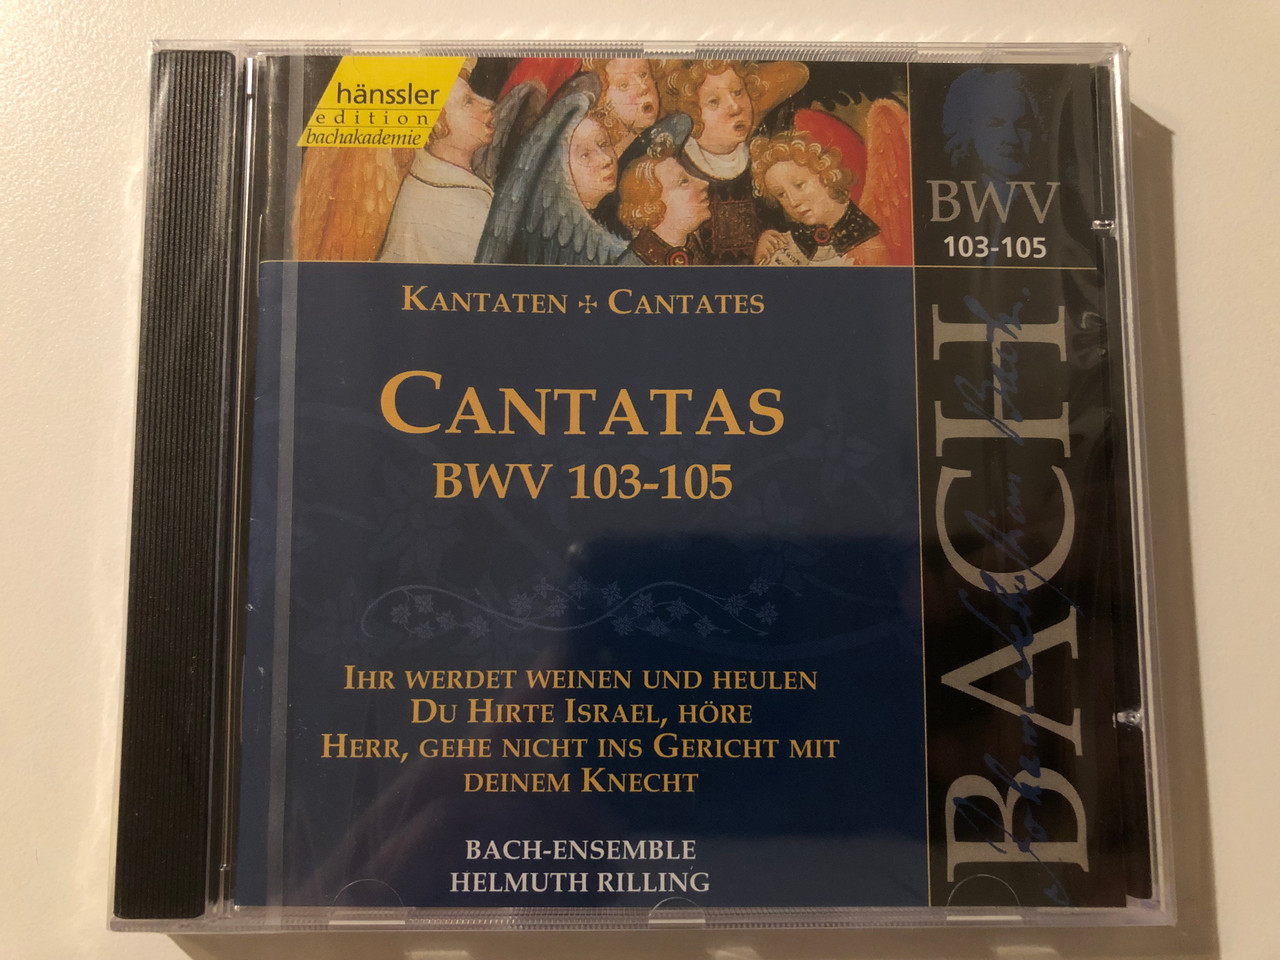 hänssler
edition
bachakademie
BWV
103-105
KANTATEN + CANTATES
CANTATAS
BWV 103-105
IHR WERDET WEINEN UND HEULEN
DU HIRTE ISRAEL, HÖRE
HERR, GEHE NICHT INS GERICHT MIT
DEINEM KNECHT
BACH-ENSEMBLE
HELMUTH RILLING
BACH